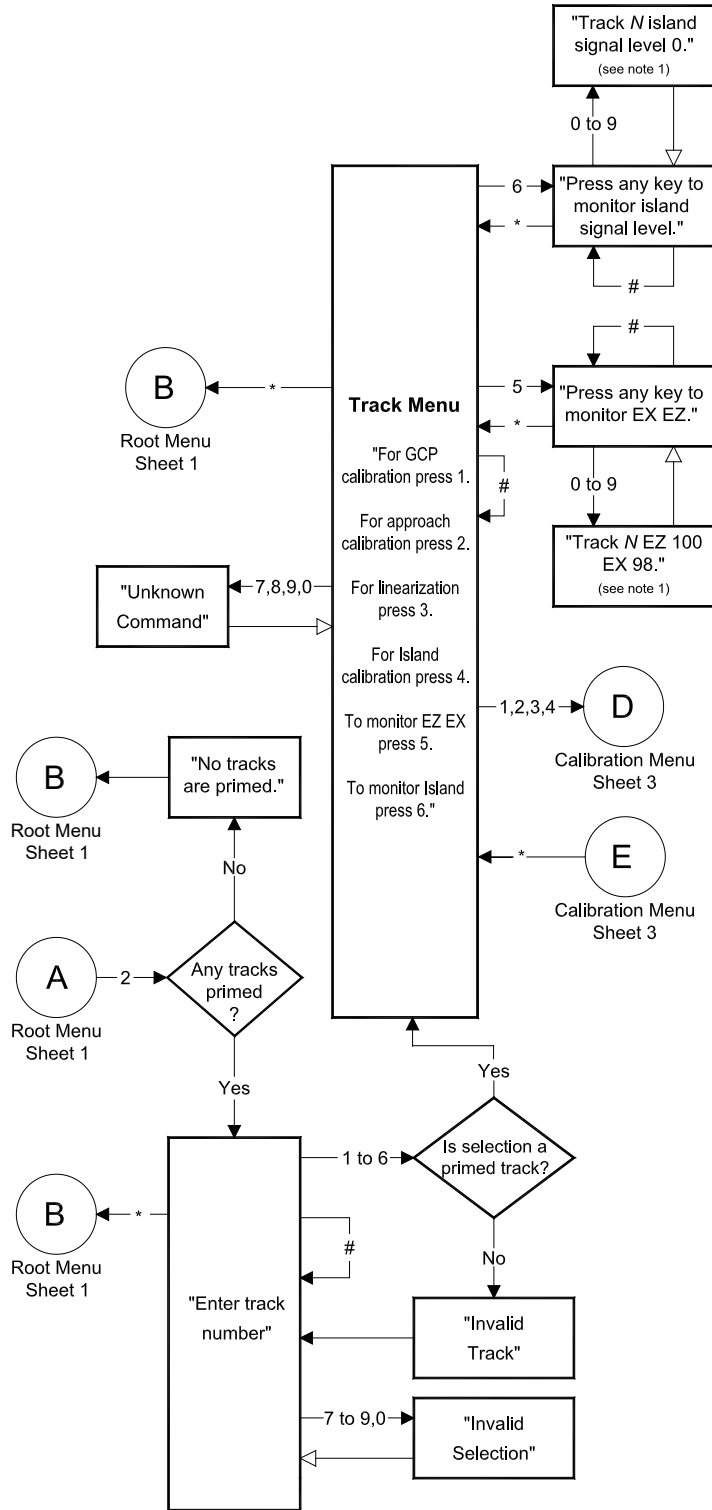 "Track N island
signal level 0."
(see note 1)
0 to 9
6
"Press any key to
monitor island
signal level."
*
#
#
B
*
Root Menu
Sheet 1
5
"Press any key to
monitor EX EZ."
*
Track Menu
"For GCP
calibration press 1.
#
For approach
calibration press 2.
0 to 9
"Track N EZ 100
EX 98."
(see note 1)
"Unknown
Command"
7,8,9,0
For linearization
press 3.
For Island
calibration press 4.
1,2,3,4
D
Calibration Menu
Sheet 3
To monitor EZ EX
press 5.
B
Root Menu
Sheet 1
"No tracks
are primed."
To monitor Island
press 6."
*
E
Calibration Menu
Sheet 3
No
A
Root Menu
Sheet 1
2
Any tracks
primed
?
Yes
Yes
1 to 6
Is selection a
primed track?
B
Root Menu
Sheet 1
*
#
No
"Enter track
number"
"Invalid
Track"
7 to 9,0
"Invalid
Selection"